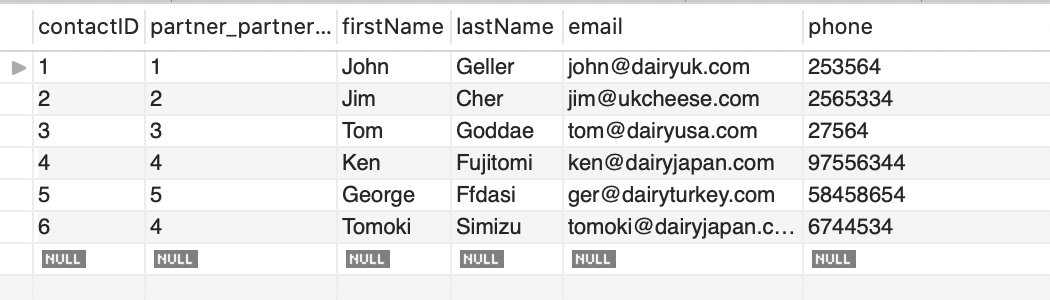 contactID partner_partner... firstName lastName email phone
1 1 John Geller john@dairyuk.com 253564
2 2 Jim Cher jim@ukcheese.com 2565334
3 3 Tom Goddae tom@dairyusa.com 27564
4 4 Ken Fujitomi ken@dairyjapan.com 97556344
5 5 George Ffdasi ger@dairyturkey.com 58458654
6 4 Tomoki Simizu tomoki@dairyjapan.c... 6744534
NULL NULL NULL NULL NULL NULL